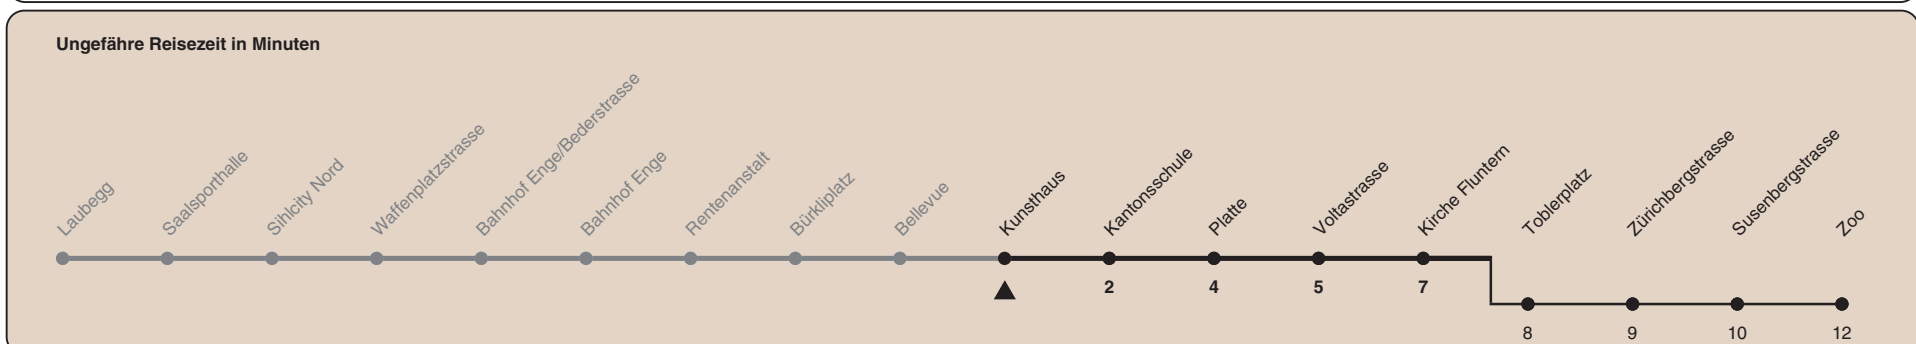 Ungefähre Reisezeit in Minuten
Laubegg
Saalsporthalle
Sihlcity Nord
Waffenplatzstrasse
Bahnhof Enge/Bederstrasse
Bahnhof Enge
Rentenanstalt
Bürkliplatz
Bellevue
Kunsthaus
Kantonsschule
Platte
Voltastrasse
Kirche Fluntern
Toblerplatz
Zürichbergstrasse
Susenbergstrasse
Zoo
2 4 5 7
8 9 10 12